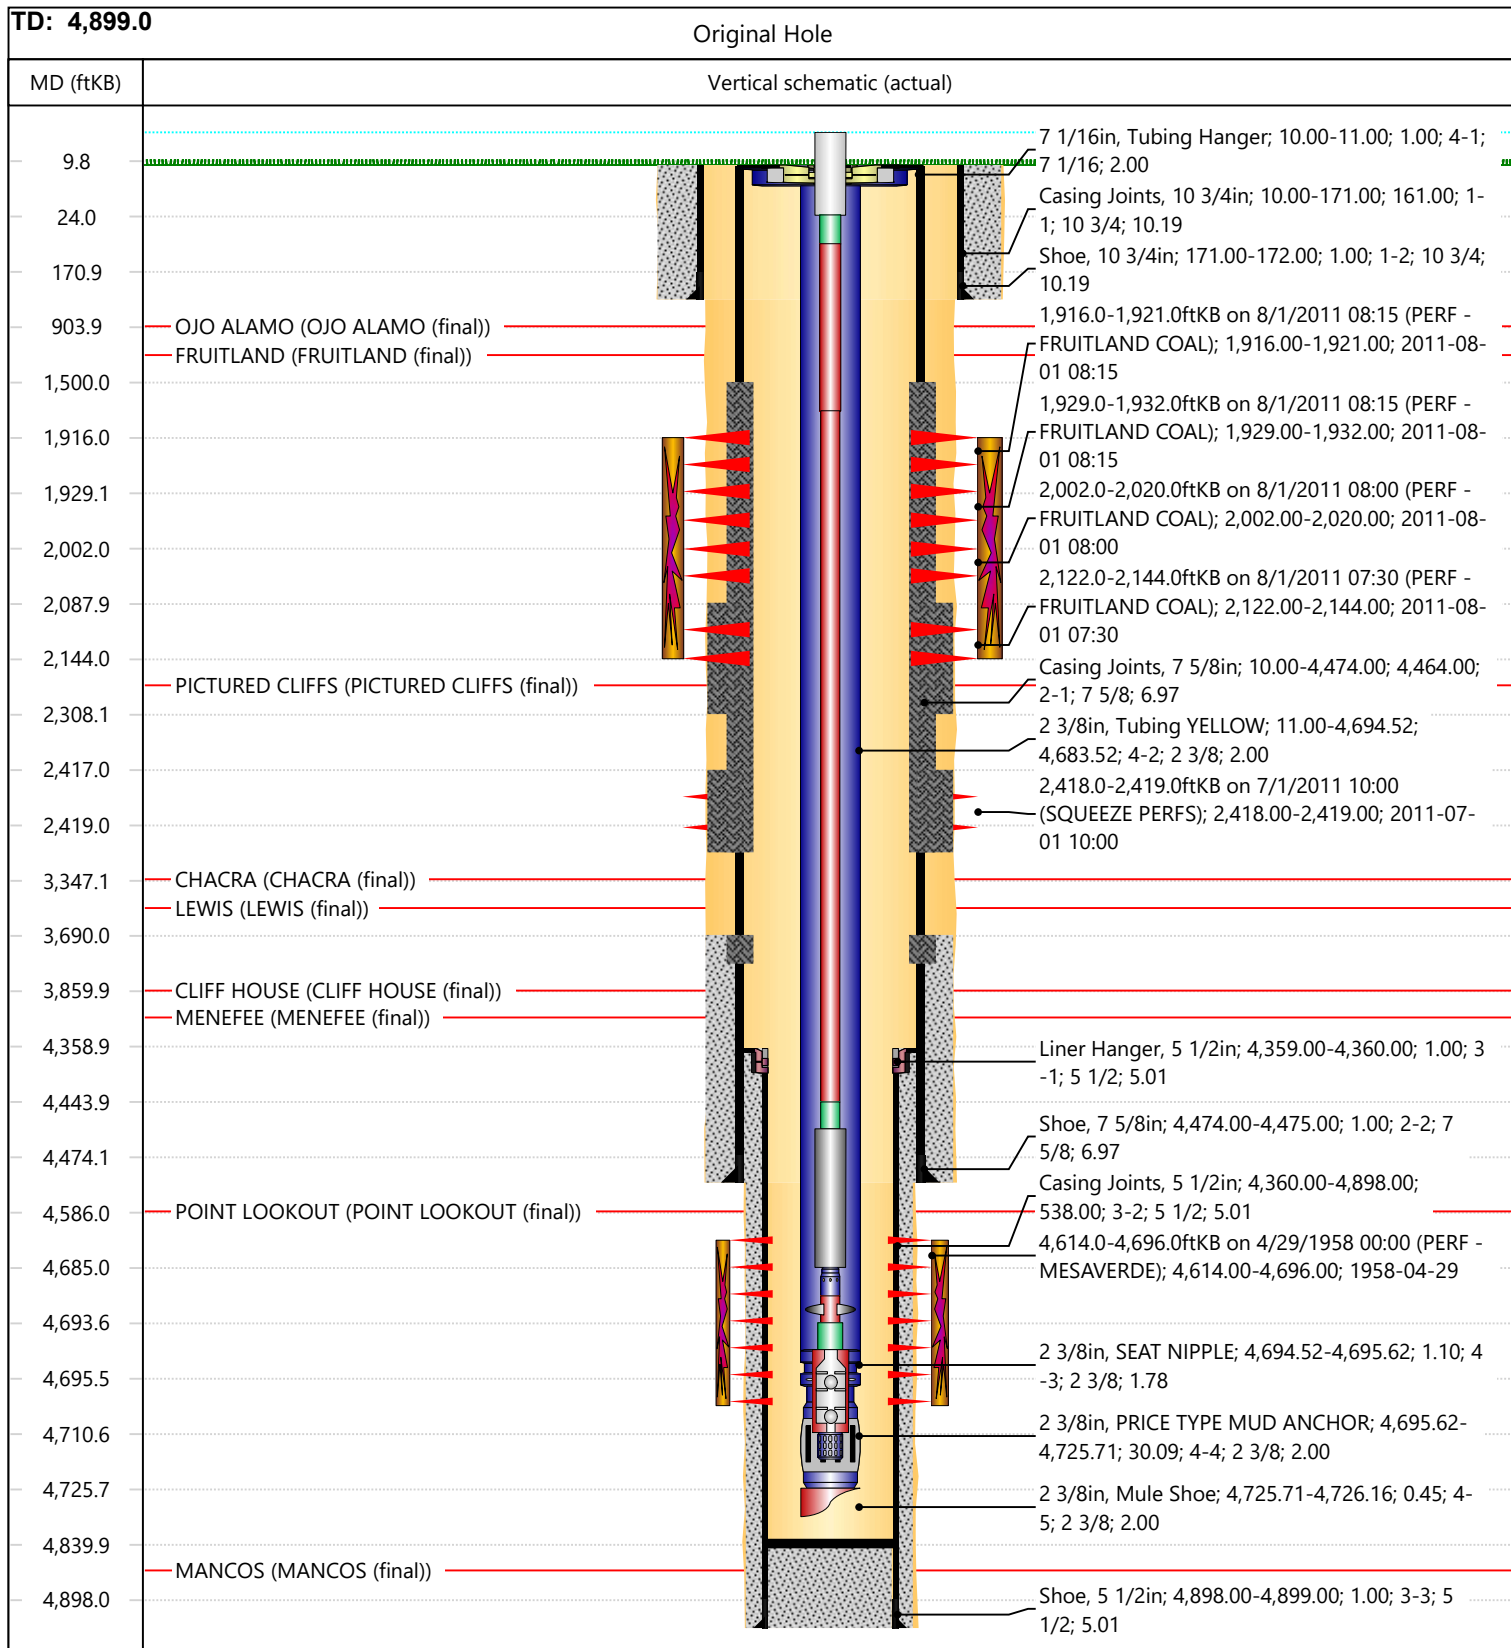 TD: 4,899.0
Original Hole
MD (ftKB)
Vertical schematic (actual)
9.8
24.0
170.9
903.9
1,500.0
1,916.0
1,929.1
2,002.0
2,087.9
2,144.0
2,308.1
2,417.0
2,419.0
3,347.1
3,690.0
3,859.9
4,358.9
4,443.9
4,474.1
4,586.0
4,685.0
4,693.6
4,695.5
4,710.6
4,725.7
4,839.9
4,898.0
OJO ALAMO (OJO ALAMO (final))
FRUITLAND (FRUITLAND (final))
PICTURED CLIFFS (PICTURED CLIFFS (final))
CHACRA (CHACRA (final))
LEWIS (LEWIS (final))
CLIFF HOUSE (CLIFF HOUSE (final))
MENEFEE (MENEFEE (final))
POINT LOOKOUT (POINT LOOKOUT (final))
MANCOS (MANCOS (final))
7 1/16in, Tubing Hanger; 10.00-11.00; 1.00; 4-1;
7 1/16; 2.00
Casing Joints, 10 3/4in; 10.00-171.00; 161.00; 1-
1; 10 3/4; 10.19
Shoe, 10 3/4in; 171.00-172.00; 1.00; 1-2; 10 3/4;
10.19
1,916.0-1,921.0ftKB on 8/1/2011 08:15 (PERF -
FRUITLAND COAL); 1,916.00-1,921.00; 2011-08-
01 08:15
1,929.0-1,932.0ftKB on 8/1/2011 08:15 (PERF -
FRUITLAND COAL); 1,929.00-1,932.00; 2011-08-
01 08:15
2,002.0-2,020.0ftKB on 8/1/2011 08:00 (PERF -
FRUITLAND COAL); 2,002.00-2,020.00; 2011-08-
01 08:00
2,122.0-2,144.0ftKB on 8/1/2011 07:30 (PERF -
FRUITLAND COAL); 2,122.00-2,144.00; 2011-08-
01 07:30
Casing Joints, 7 5/8in; 10.00-4,474.00; 4,464.00;
2-1; 7 5/8; 6.97
2 3/8in, Tubing YELLOW; 11.00-4,694.52;
4,683.52; 4-2; 2 3/8; 2.00
2,418.0-2,419.0ftKB on 7/1/2011 10:00
(SQUEEZE PERFS); 2,418.00-2,419.00; 2011-07-
01 10:00
Liner Hanger, 5 1/2in; 4,359.00-4,360.00; 1.00; 3
-1; 5 1/2; 5.01
Shoe, 7 5/8in; 4,474.00-4,475.00; 1.00; 2-2; 7
5/8; 6.97
Casing Joints, 5 1/2in; 4,360.00-4,898.00;
538.00; 3-2; 5 1/2; 5.01
4,614.0-4,696.0ftKB on 4/29/1958 00:00 (PERF -
MESAVERDE); 4,614.00-4,696.00; 1958-04-29
2 3/8in, SEAT NIPPLE; 4,694.52-4,695.62; 1.10; 4
-3; 2 3/8; 1.78
2 3/8in, PRICE TYPE MUD ANCHOR; 4,695.62-
4,725.71; 30.09; 4-4; 2 3/8; 2.00
2 3/8in, Mule Shoe; 4,725.71-4,726.16; 0.45; 4-
5; 2 3/8; 2.00
Shoe, 5 1/2in; 4,898.00-4,899.00; 1.00; 3-3; 5
1/2; 5.01